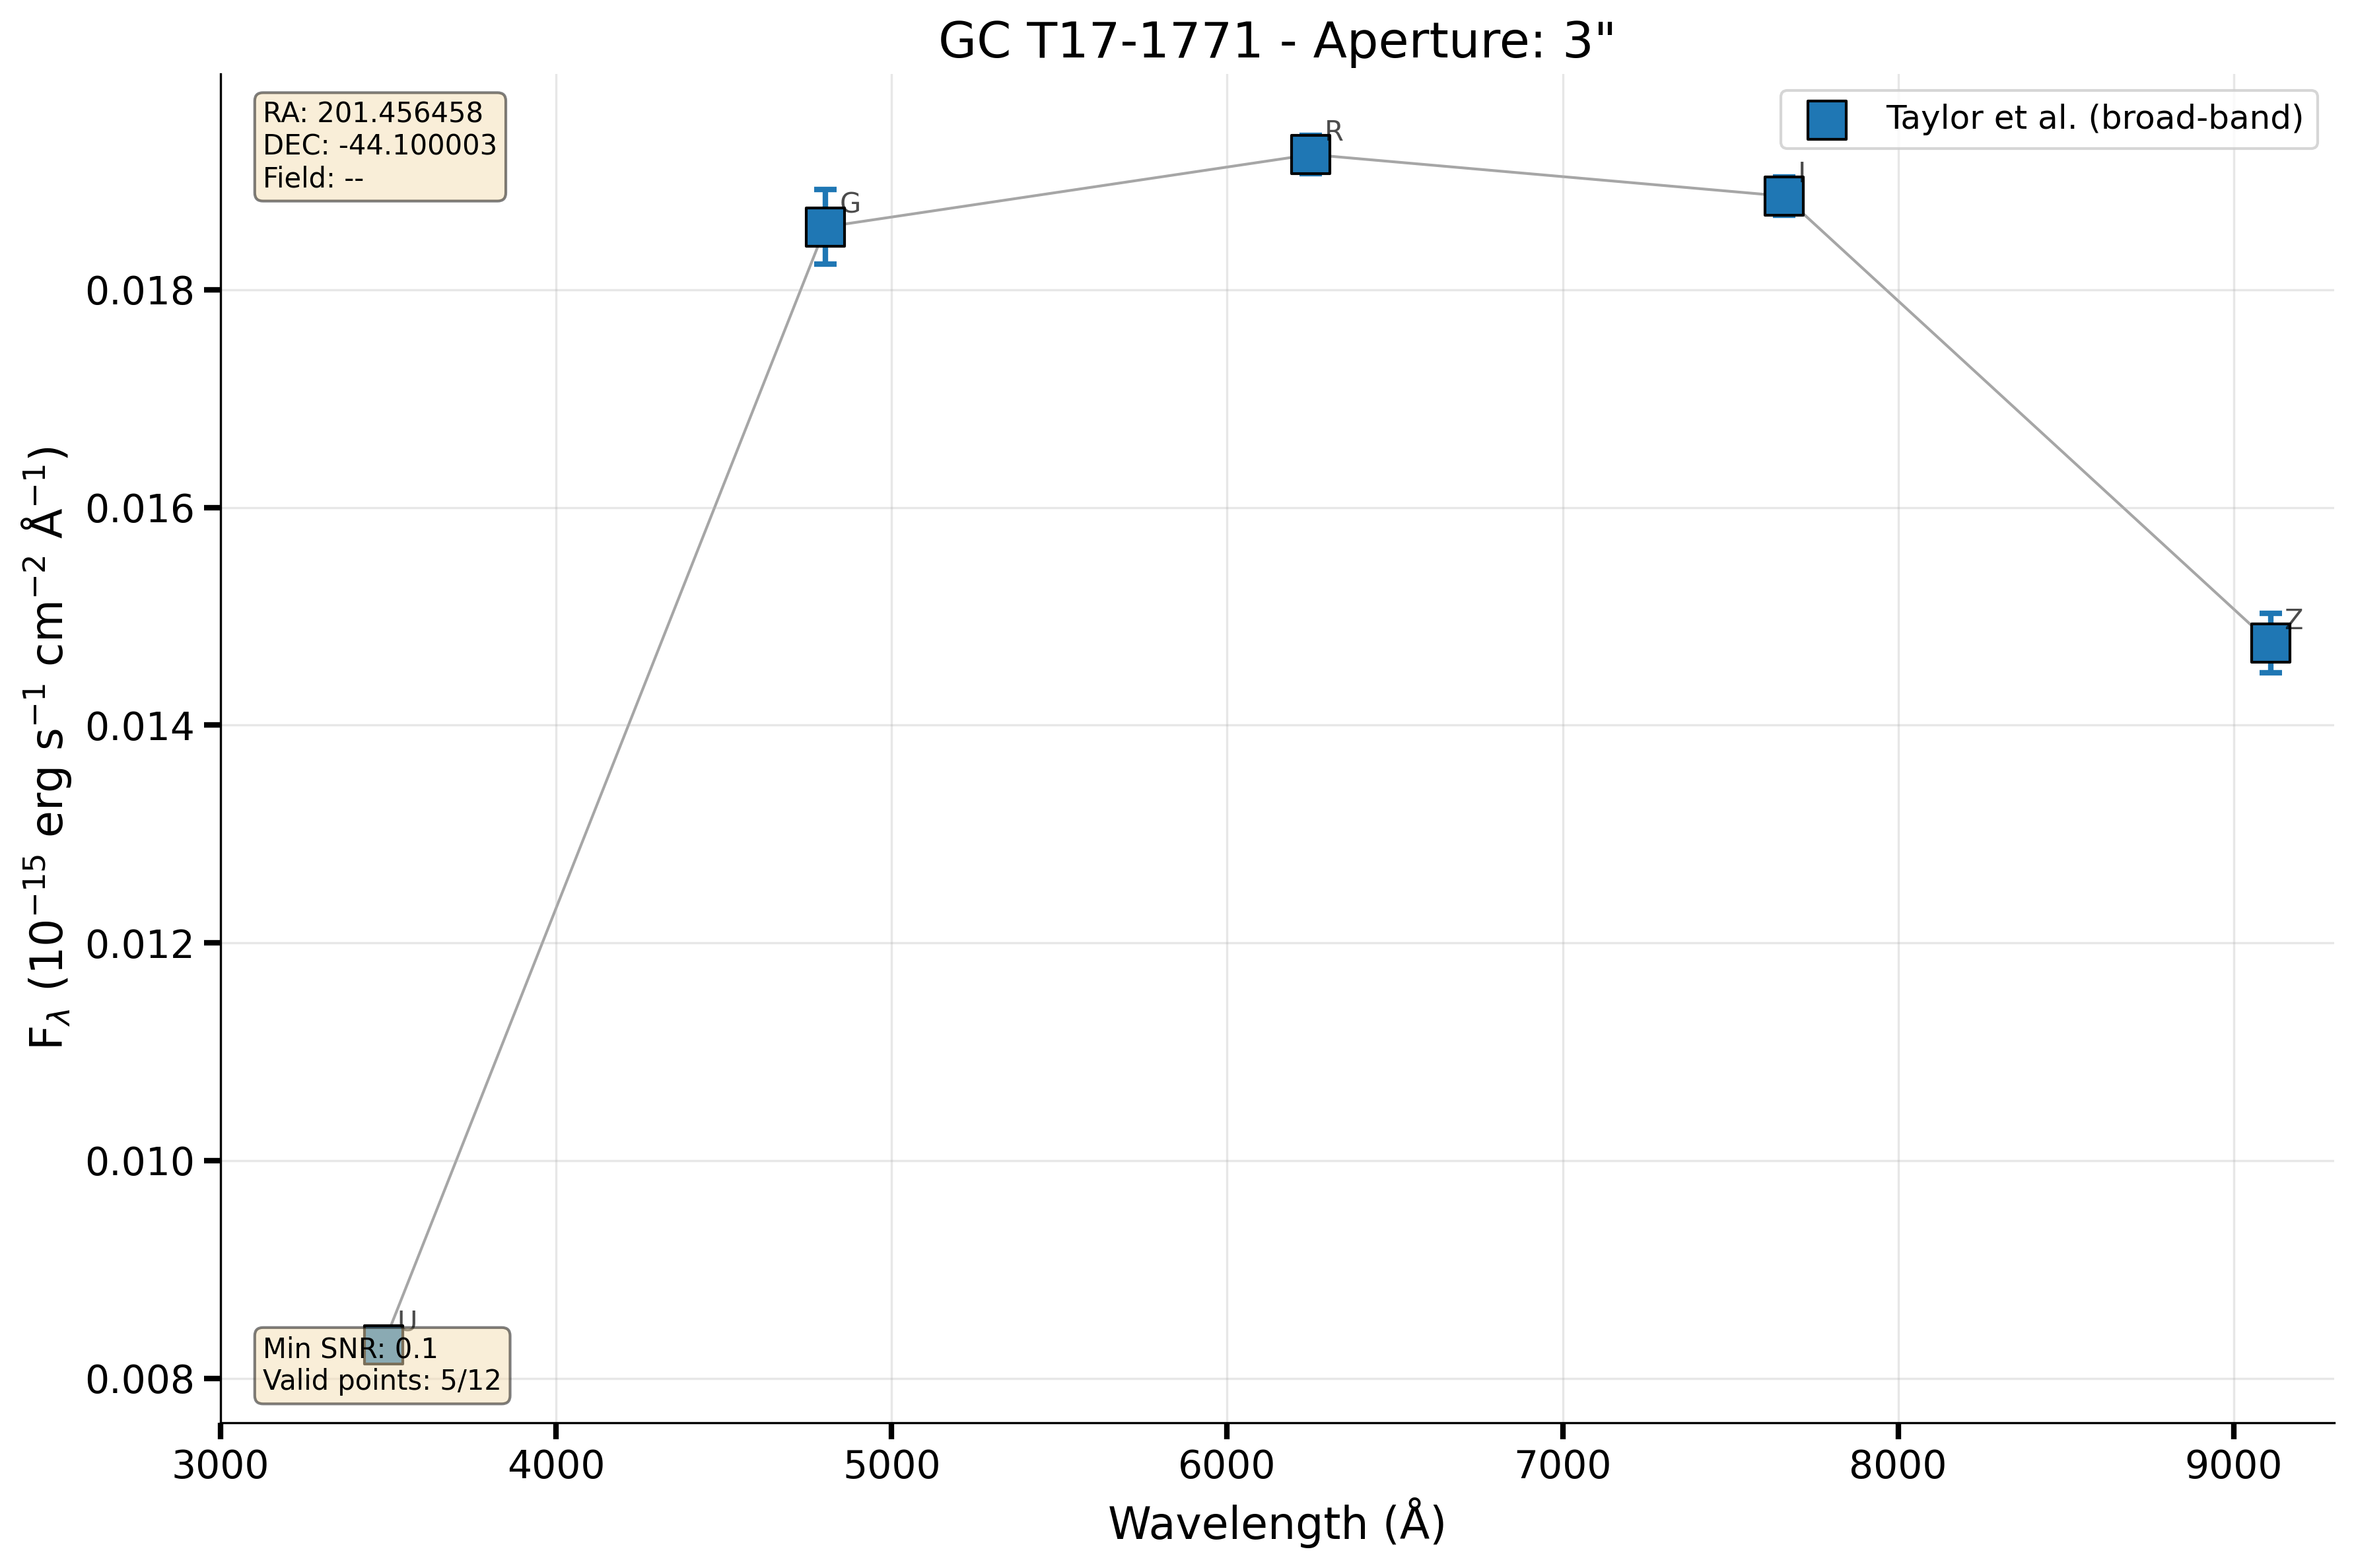 GC T17-1771 - Aperture: 3"
RA: 201.456458
DEC: -44.100003
Field: --
Taylor et al. (broad-band)
G
R
I
Z
U
0.018
0.016
0.014
0.012
0.010
0.008
F_λ (10⁻¹⁵ erg s⁻¹ cm⁻² Å⁻¹)
Min SNR: 0.1
Valid points: 5/12
3000 4000 5000 6000 7000 8000 9000
Wavelength (Å)